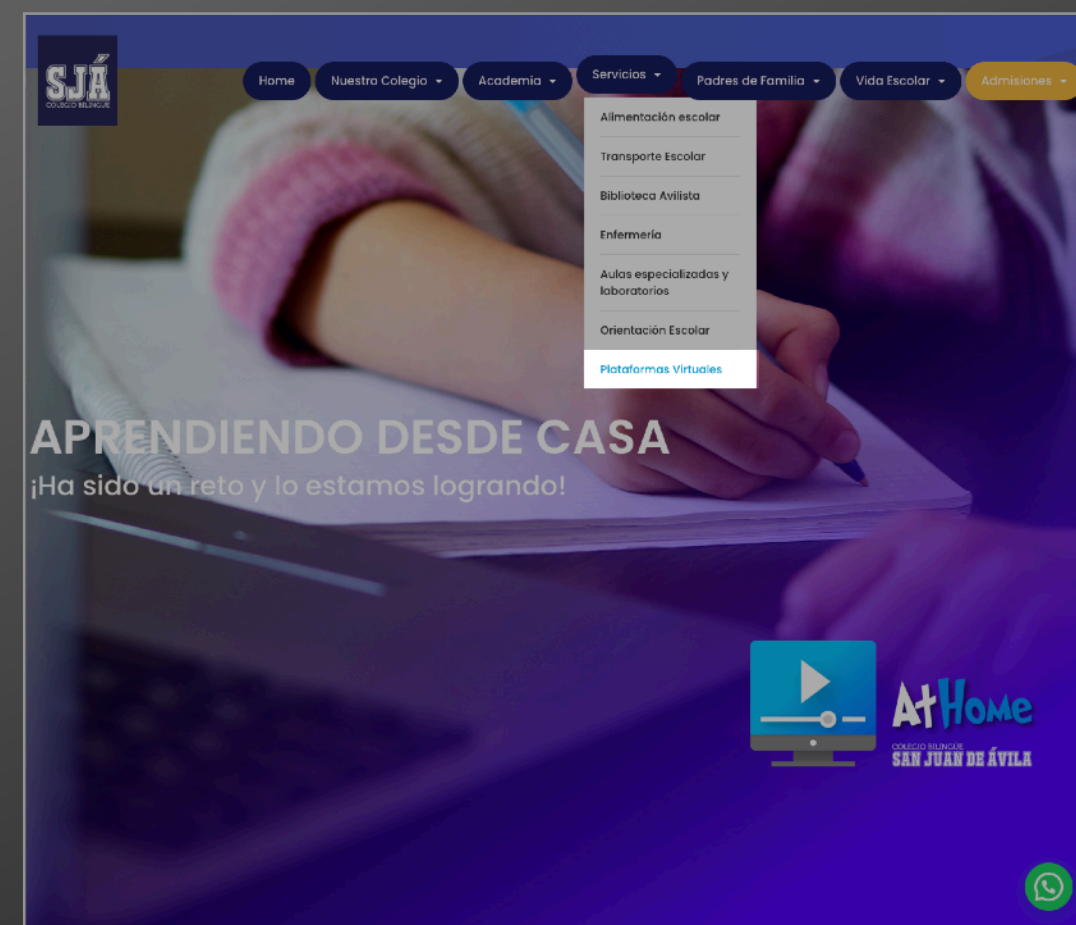 SJÁ
COLEGIO BILINGÜE
Home
Nuestro Colegio
Academia
Servicios
Padres de Familia
Vida Escolar
Admisiones
Alimentación escolar
Transporte Escolar
Biblioteca Avilista
Enfermería
Aulas especializadas y
laboratorios
Orientación Escolar
Plataformas Virtuales
APRENDIENDO DESDE CASA
¡Ha sido un reto y lo estamos logrando!
AtHome
COLEGIO BILINGÜE
SAN JUAN DE ÁVILA